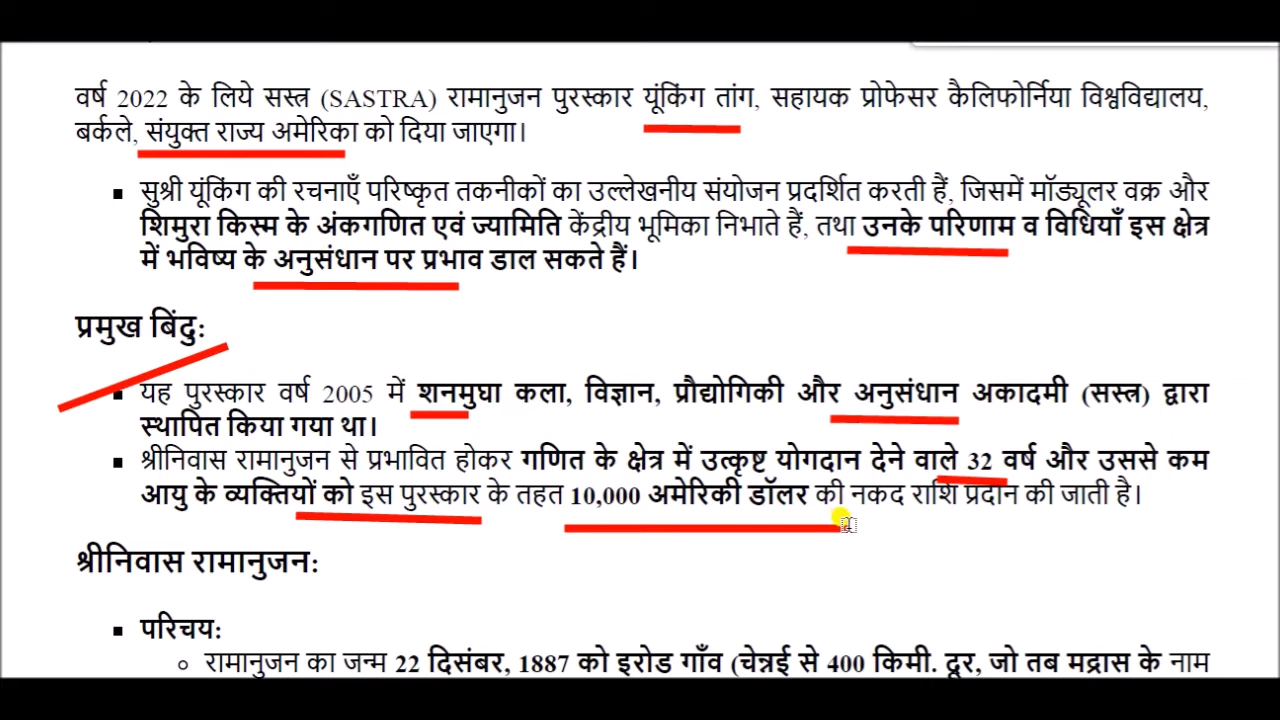 वर्ष 2022 के लिये सस्त्र (SASTRA) रामानुजन पुरस्कार यूंकिंग तांग, सहायक प्रोफेसर कैलिफोर्निया विश्वविद्यालय,
बर्कले, संयुक्त राज्य अमेरिका को दिया जाएगा।
▪ सुश्री यूंकिंग की रचनाएँ परिष्कृत तकनीकों का उल्लेखनीय संयोजन प्रदर्शित करती हैं, जिसमें मॉड्यूलर वक्र और
शिमुरा किस्म के अंकगणित एवं ज्यामिति केंद्रीय भूमिका निभाते हैं, तथा उनके परिणाम व विधियाँ इस क्षेत्र
में भविष्य के अनुसंधान पर प्रभाव डाल सकते हैं।
प्रमुख बिंदु:
▪ यह पुरस्कार वर्ष 2005 में शनमुघा कला, विज्ञान, प्रौद्योगिकी और अनुसंधान अकादमी (सस्त्र) द्वारा
स्थापित किया गया था।
▪ श्रीनिवास रामानुजन से प्रभावित होकर गणित के क्षेत्र में उत्कृष्ट योगदान देने वाले 32 वर्ष और उससे कम
आयु के व्यक्तियों को इस पुरस्कार के तहत 10,000 अमेरिकी डॉलर की नकद राशि प्रदान की जाती है।
श्रीनिवास रामानुजन:
▪ परिचय:
○ रामानुजन का जन्म 22 दिसंबर, 1887 को इरोड गाँव (चेन्नई से 400 किमी. दूर, जो तब मद्रास के नाम